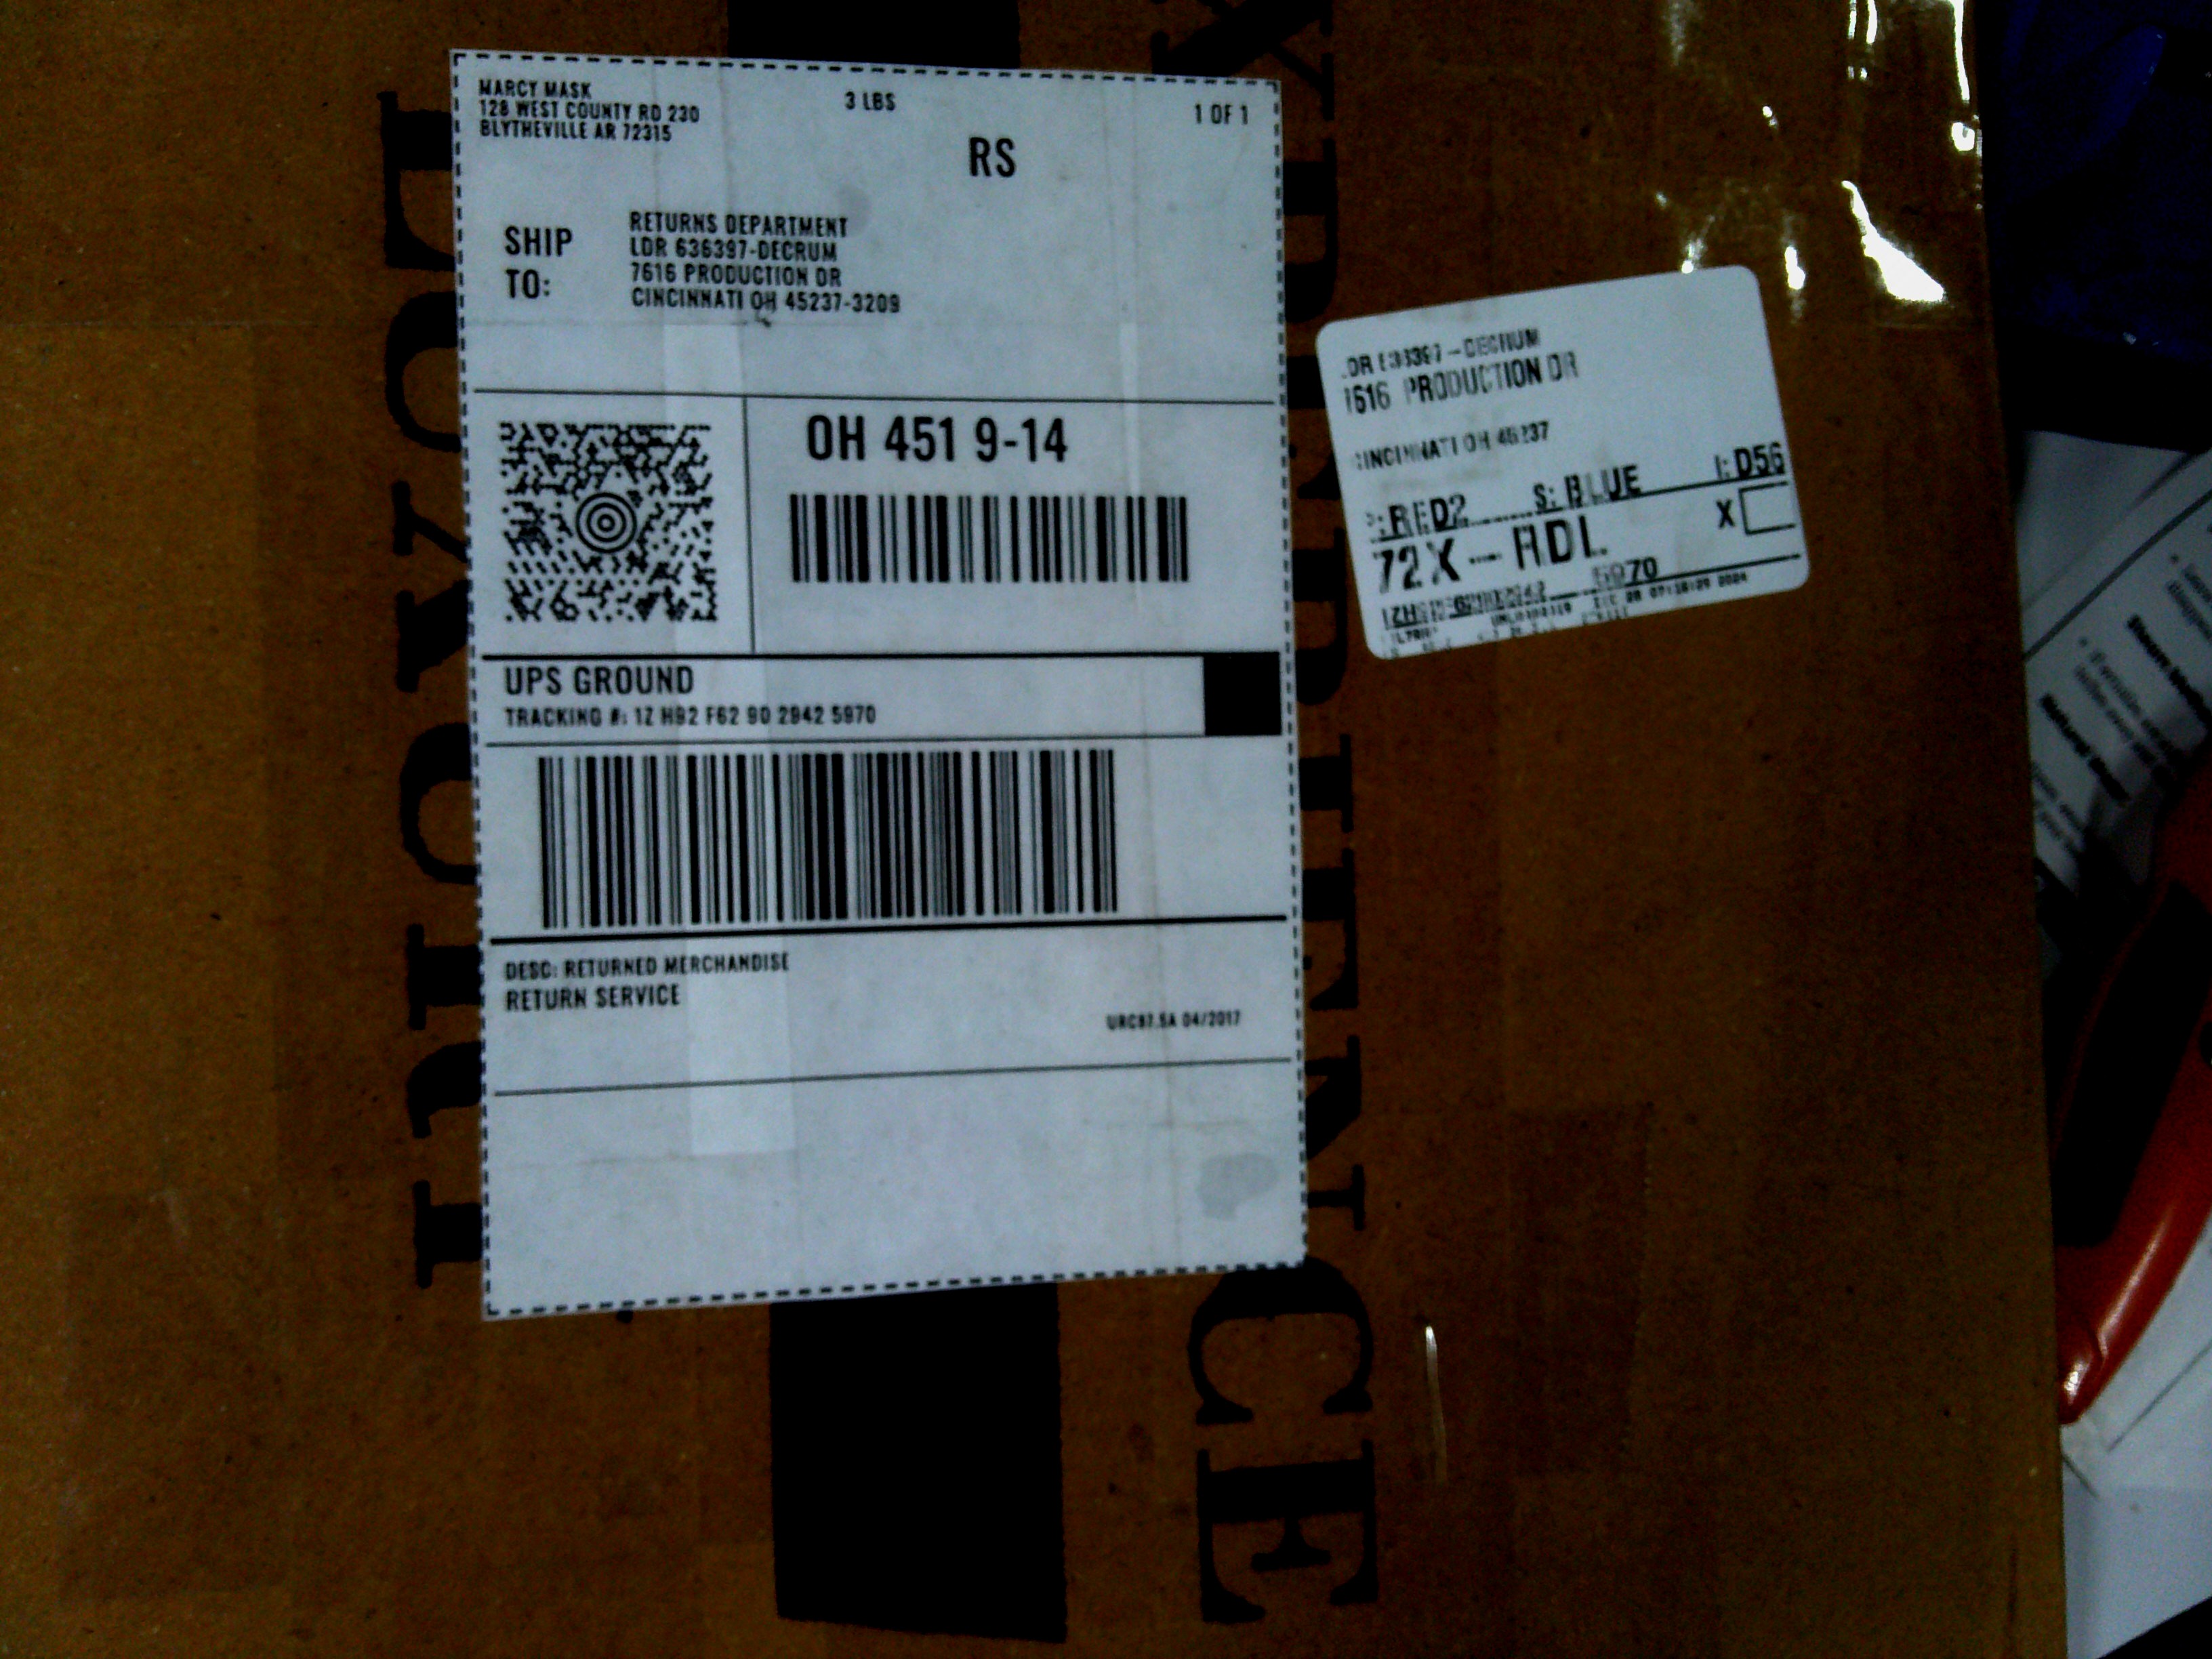 MARCY MASK
128 WEST COUNTY RD 230
BLYTHEVILLE AR 72315
3 LBS
1 OF 1
RS
SHIP TO:
RETURNS DEPARTMENT
LDR 636397-DECRUM
7616 PRODUCTION DR
CINCINNATI OH 45237-3209
OH 451 9-14
UPS GROUND
TRACKING #: 1Z H92 F62 90 2942 5970
DESC: RETURNED MERCHANDISE
RETURN SERVICE
04/2017
PRODUCTION DR
CINCINNATI OH 45237
RED2 S: BLUE I: D56
72X- RDL X
5970